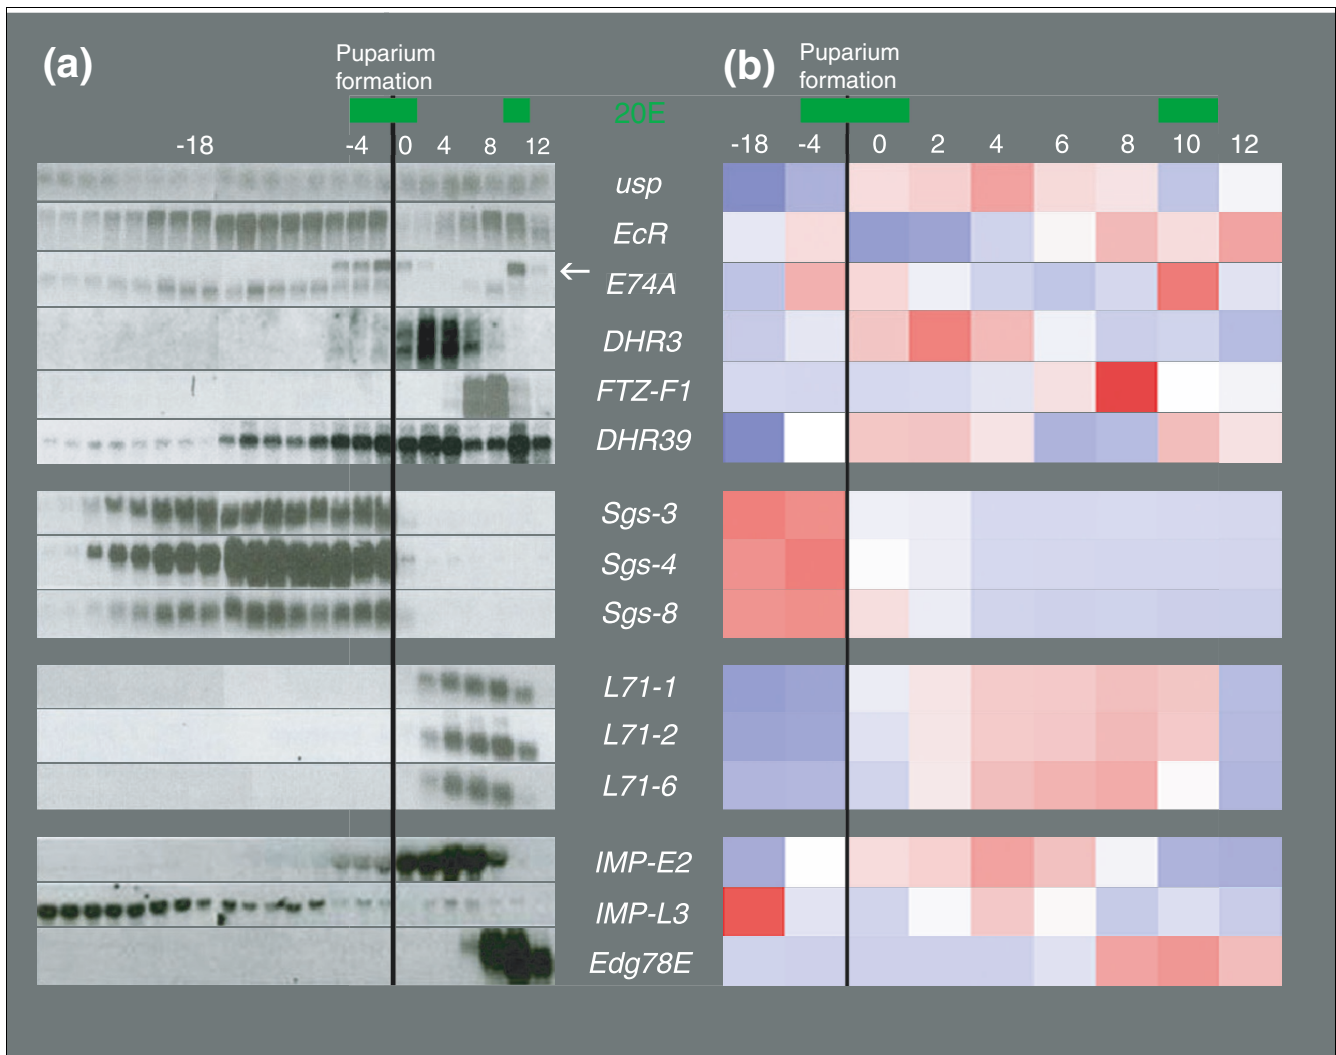 (a)
Puparium
formation
(b)
Puparium
formation
20E
-18 -4 0 4 8 12
-18 -4 0 2 4 6 8 10 12
usp
EcR
← E74A
DHR3
FTZ-F1
DHR39
Sgs-3
Sgs-4
Sgs-8
L71-1
L71-2
L71-6
IMP-E2
IMP-L3
Edg78E